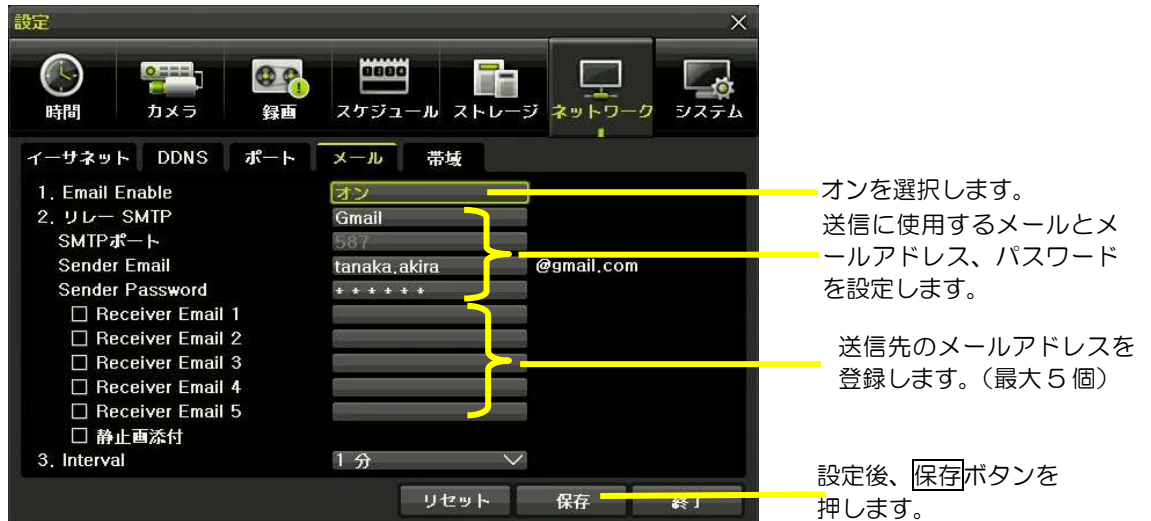 設定
時間 カメラ 録画 スケジュール ストレージ ネットワーク システム
イーサネット DDNS ポート メール 帯域
1. Email Enable オン
2. リレー SMTP Gmail
SMTPポート 587
Sender Email tanaka.akira @gmail.com
Sender Password ******
Receiver Email 1
Receiver Email 2
Receiver Email 3
Receiver Email 4
Receiver Email 5
静止画添付
3. Interval 1 分
リセット 保存 終了
オンを選択します。
送信に使用するメールとメ
ールアドレス、パスワード
を設定します。
送信先のメールアドレスを
登録します。（最大５個）
設定後、保存ボタンを
押します。